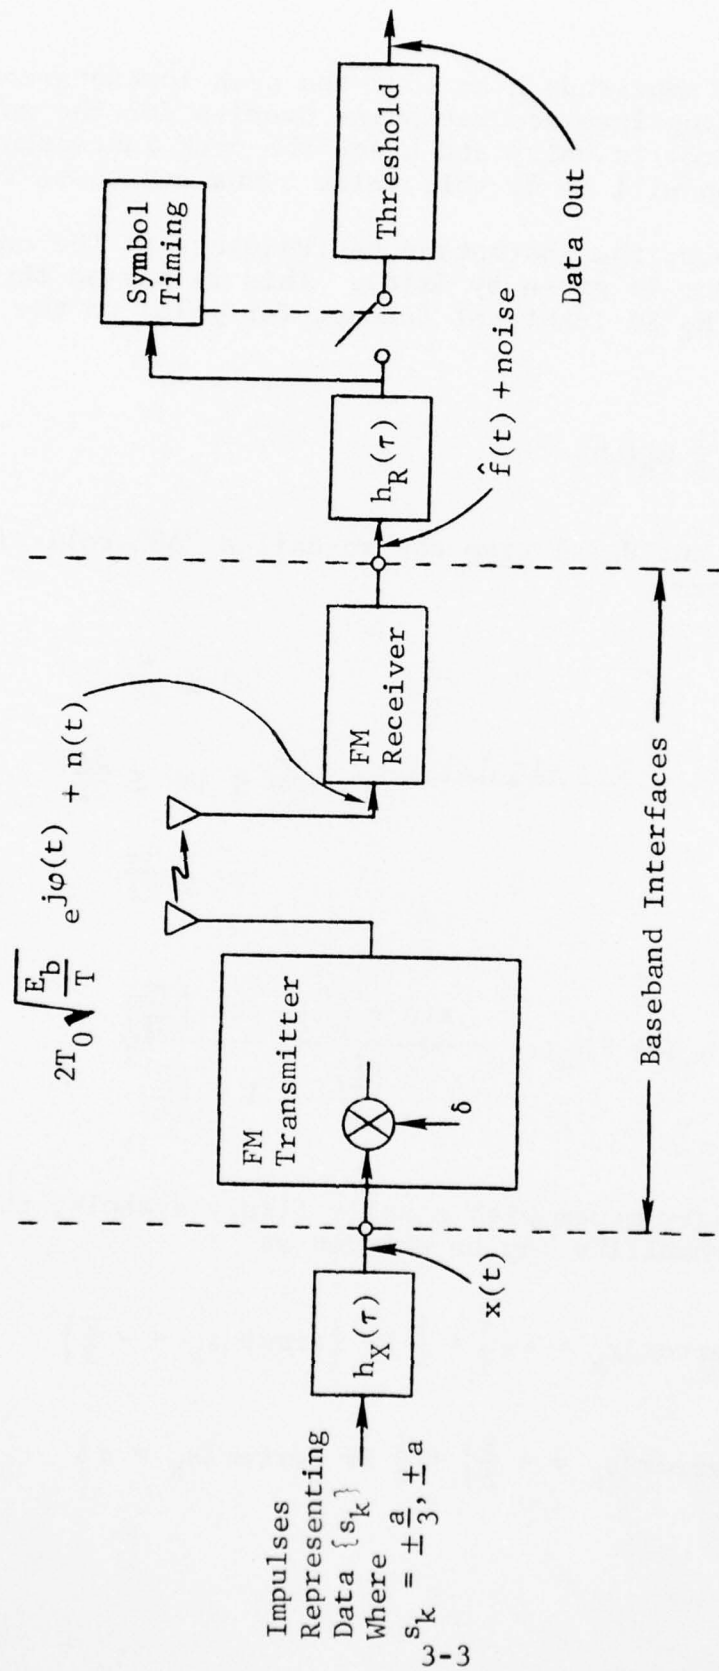 Impulses
Representing
Data {s_k}
Where
s_k = ± a/3, ± a
h_X(τ)
x(t)
FM
Transmitter
δ
2T_0 √(E_b/T) e^{jφ(t)} + n(t)
FM
Receiver
Baseband Interfaces
f̂(t) + noise
h_R(τ)
Symbol
Timing
Threshold
Data Out
3-3